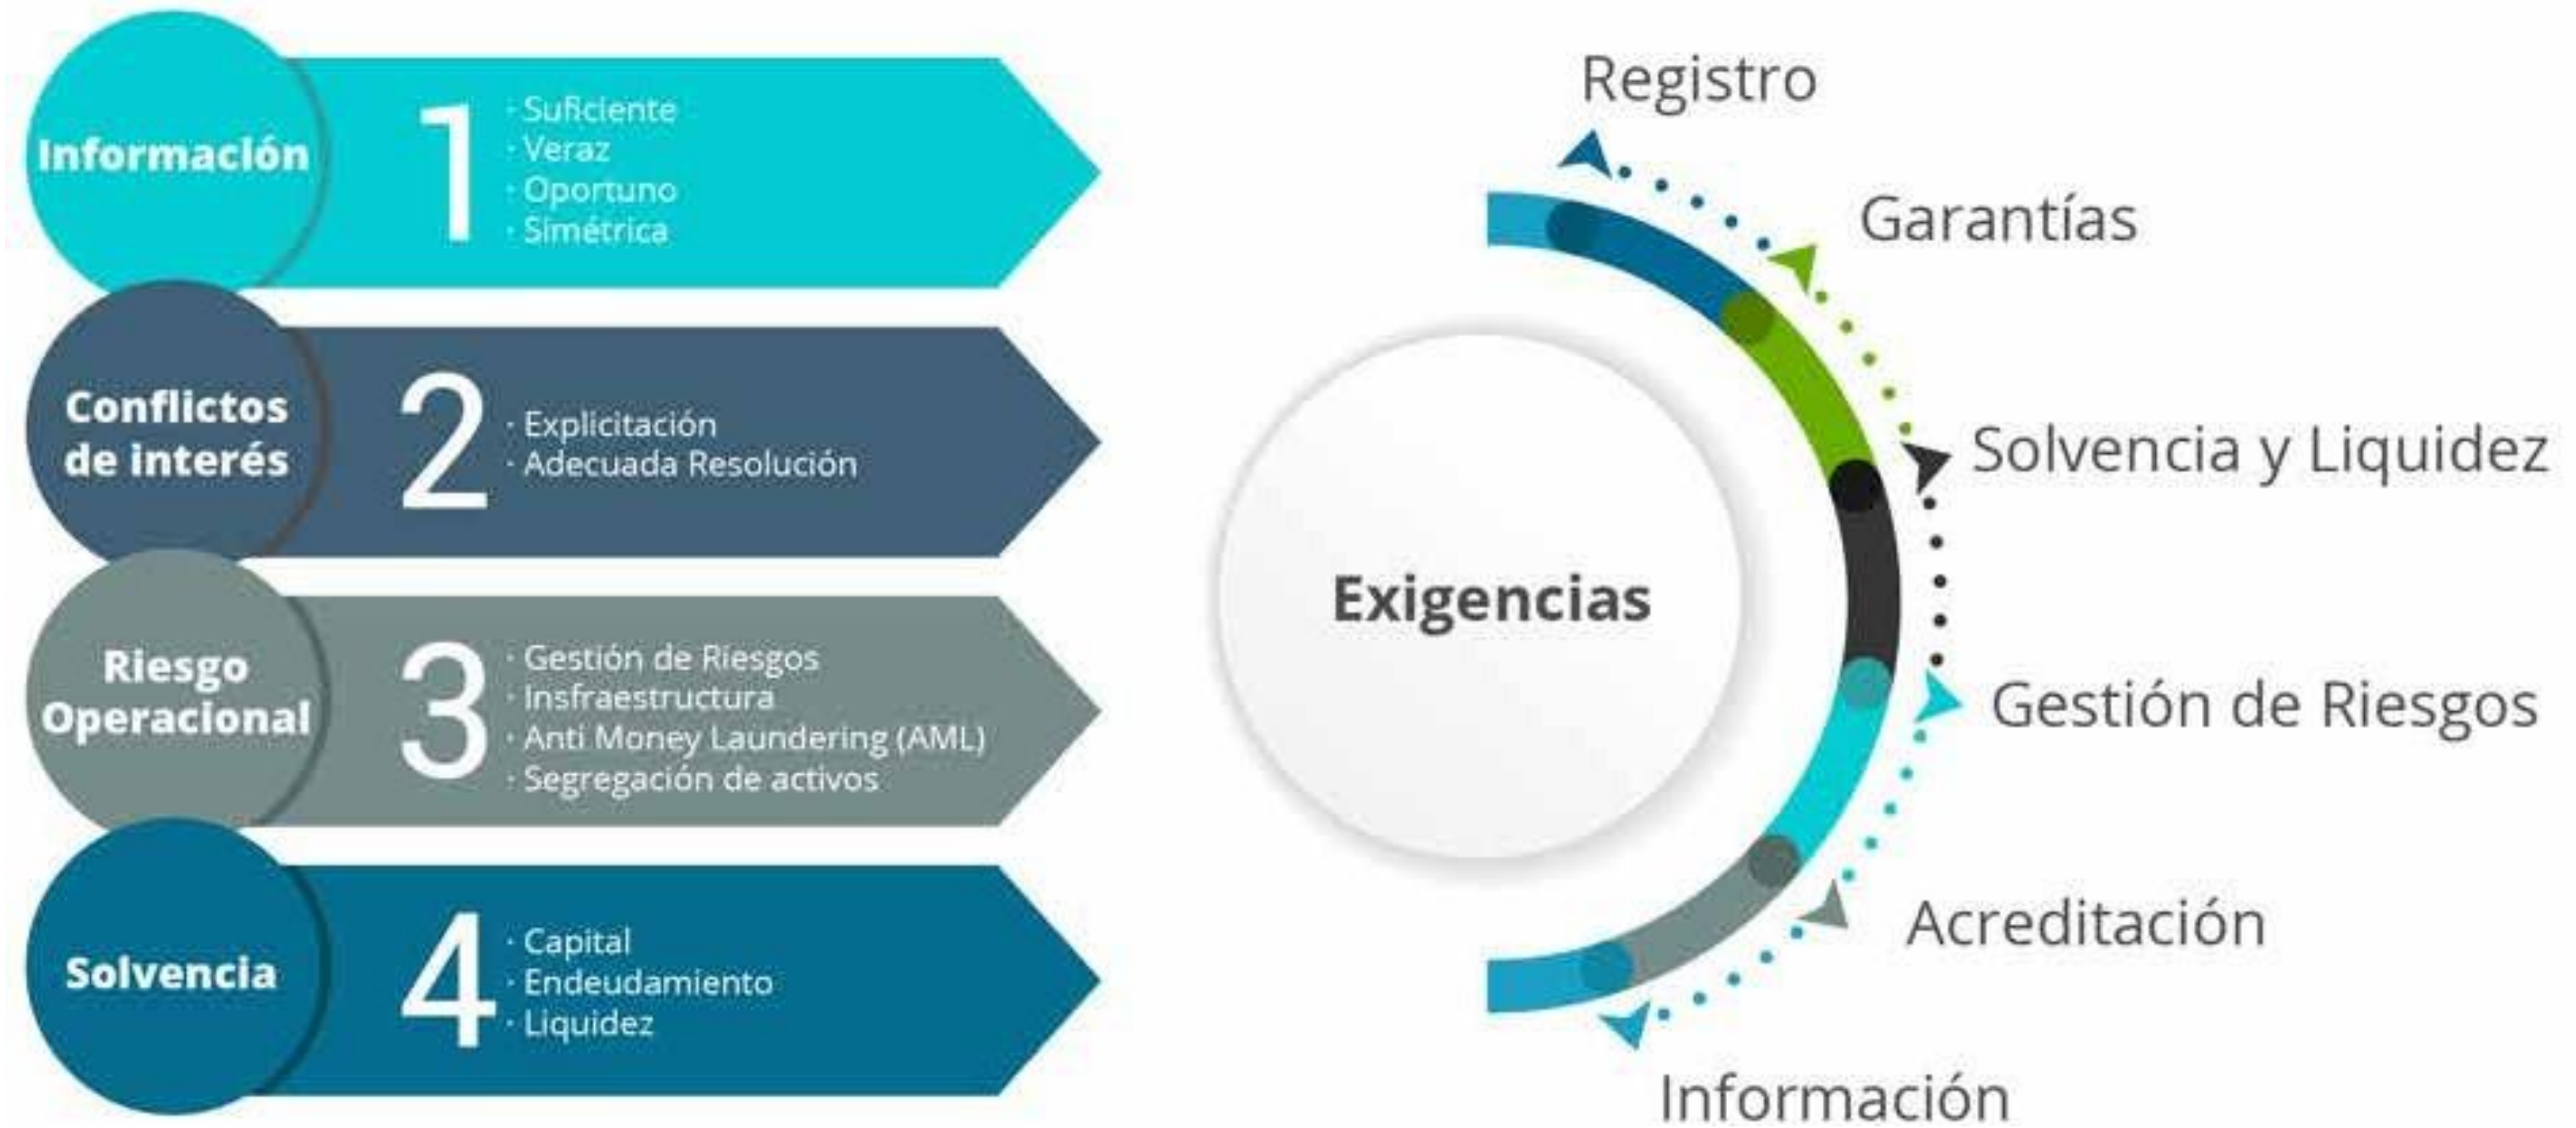 Información
1
· Suficiente
· Veraz
· Oportuno
· Simétrica
Conflictos
de interés
2
· Explicitación
· Adecuada Resolución
Riesgo
Operacional
3
· Gestión de Riesgos
· Insfraestructura
· Anti Money Laundering (AML)
· Segregación de activos
Solvencia
4
· Capital
· Endeudamiento
· Liquidez
Exigencias
Registro
Garantías
Solvencia y Liquidez
Gestión de Riesgos
Acreditación
Información